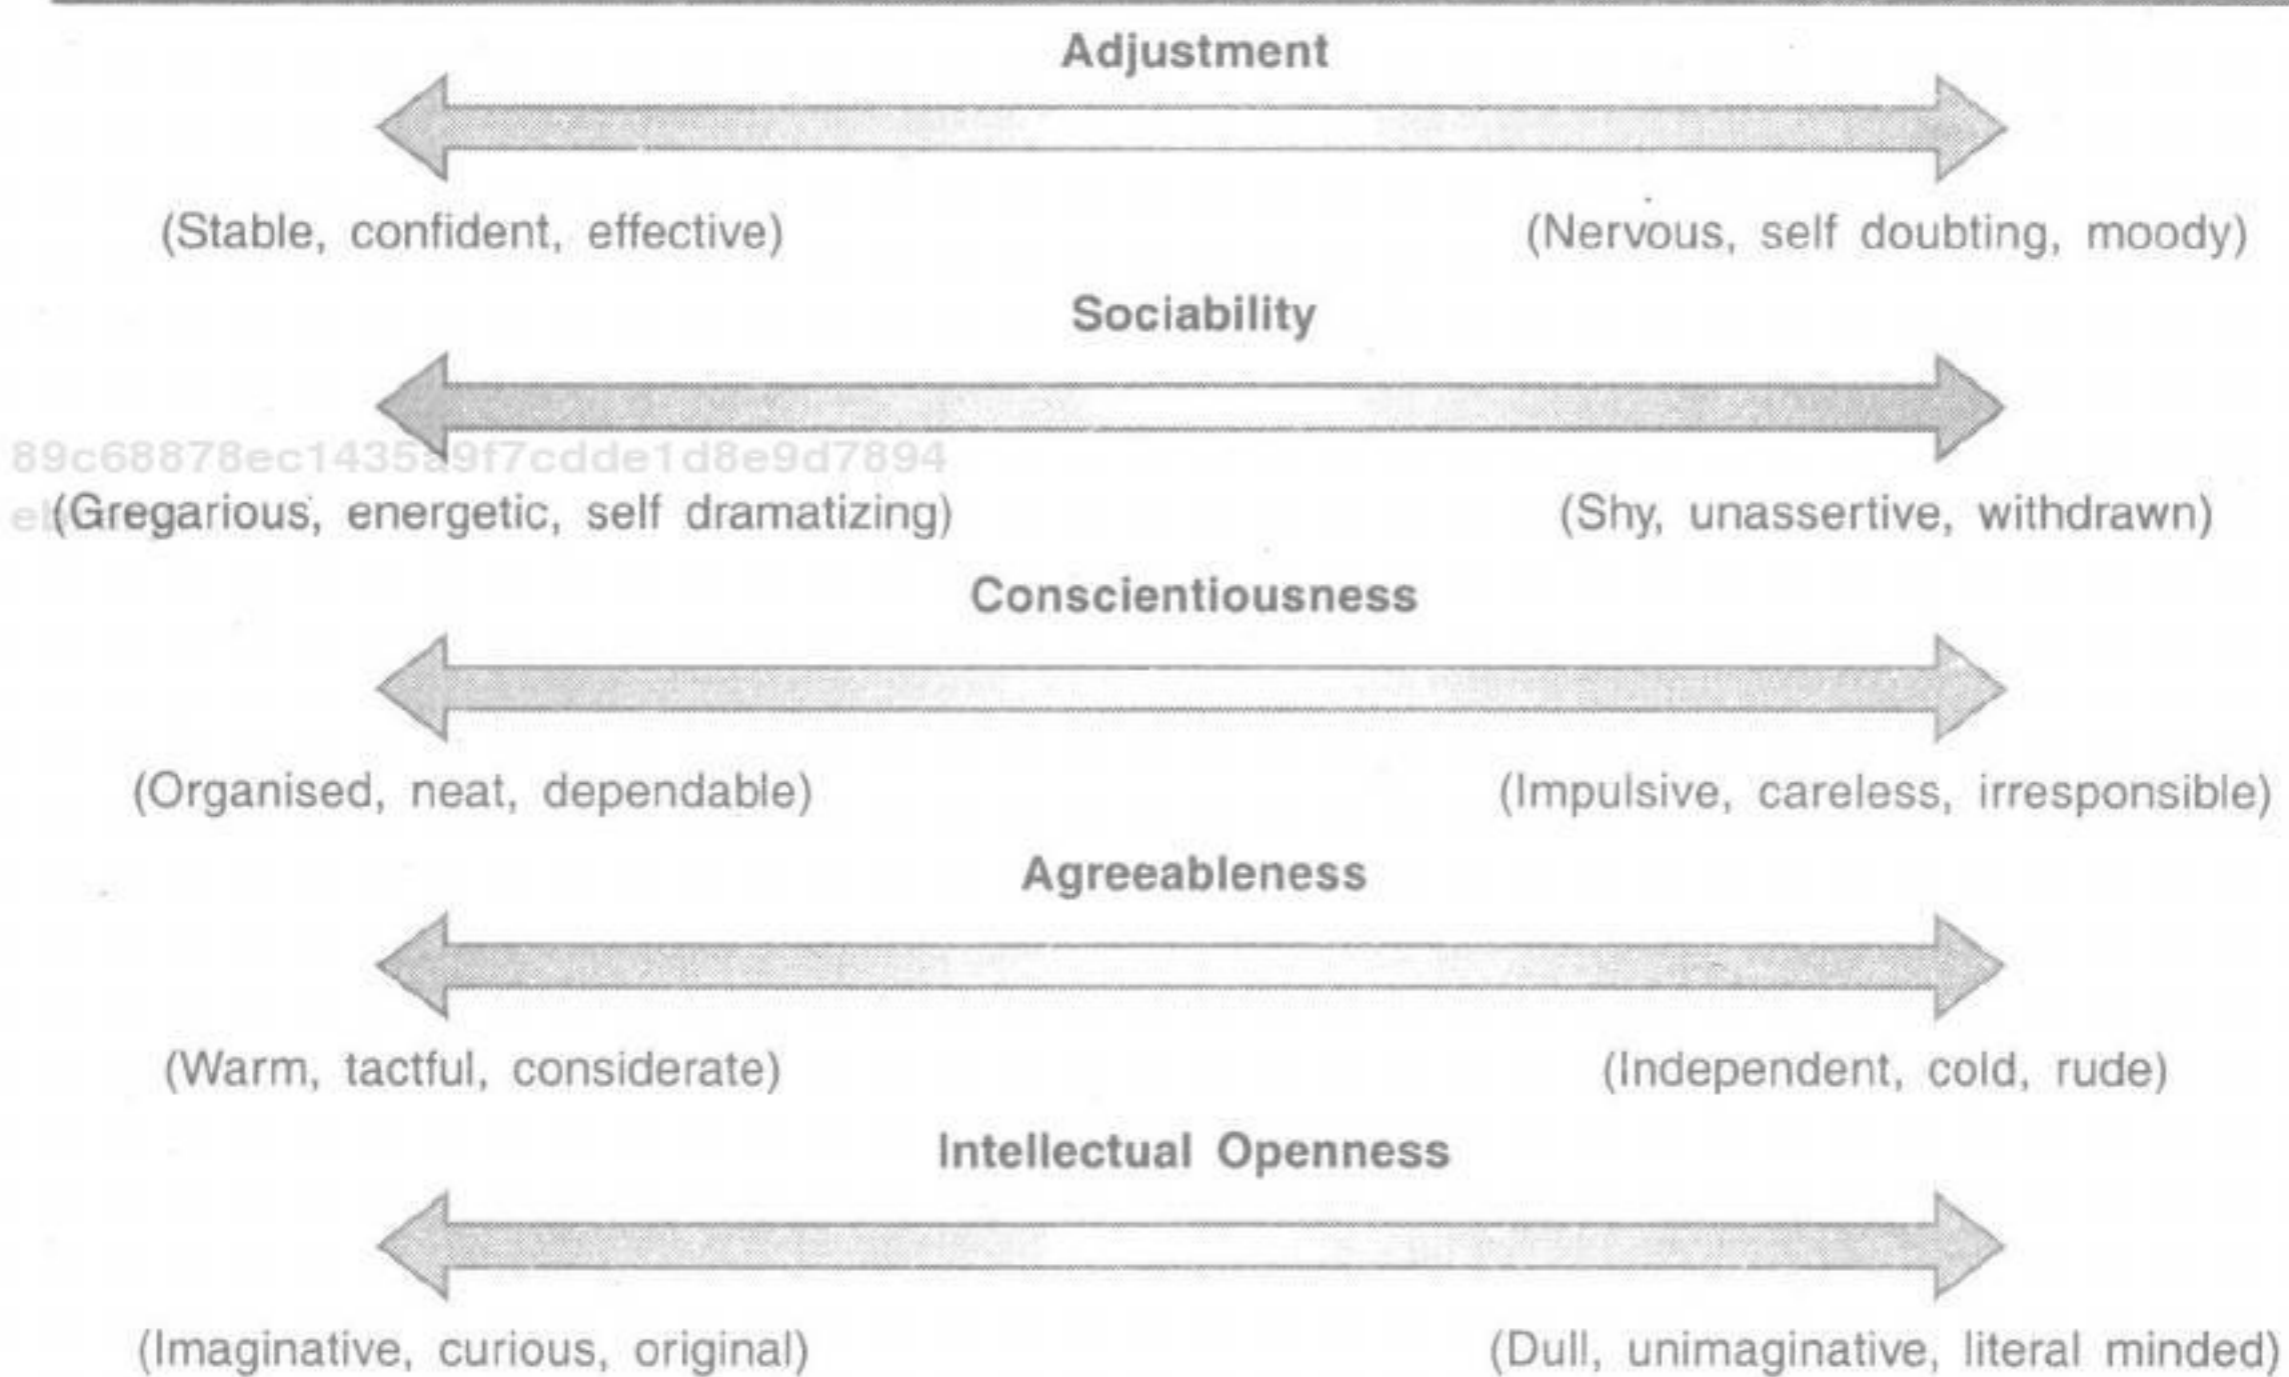 Adjustment
(Stable, confident, effective) (Nervous, self doubting, moody)
Sociability
89c68878ec1435a9f7cdde1d8e9d7894
(Gregarious, energetic, self dramatizing) (Shy, unassertive, withdrawn)
Conscientiousness
(Organised, neat, dependable) (Impulsive, careless, irresponsible)
Agreeableness
(Warm, tactful, considerate) (Independent, cold, rude)
Intellectual Openness
(Imaginative, curious, original) (Dull, unimaginative, literal minded)